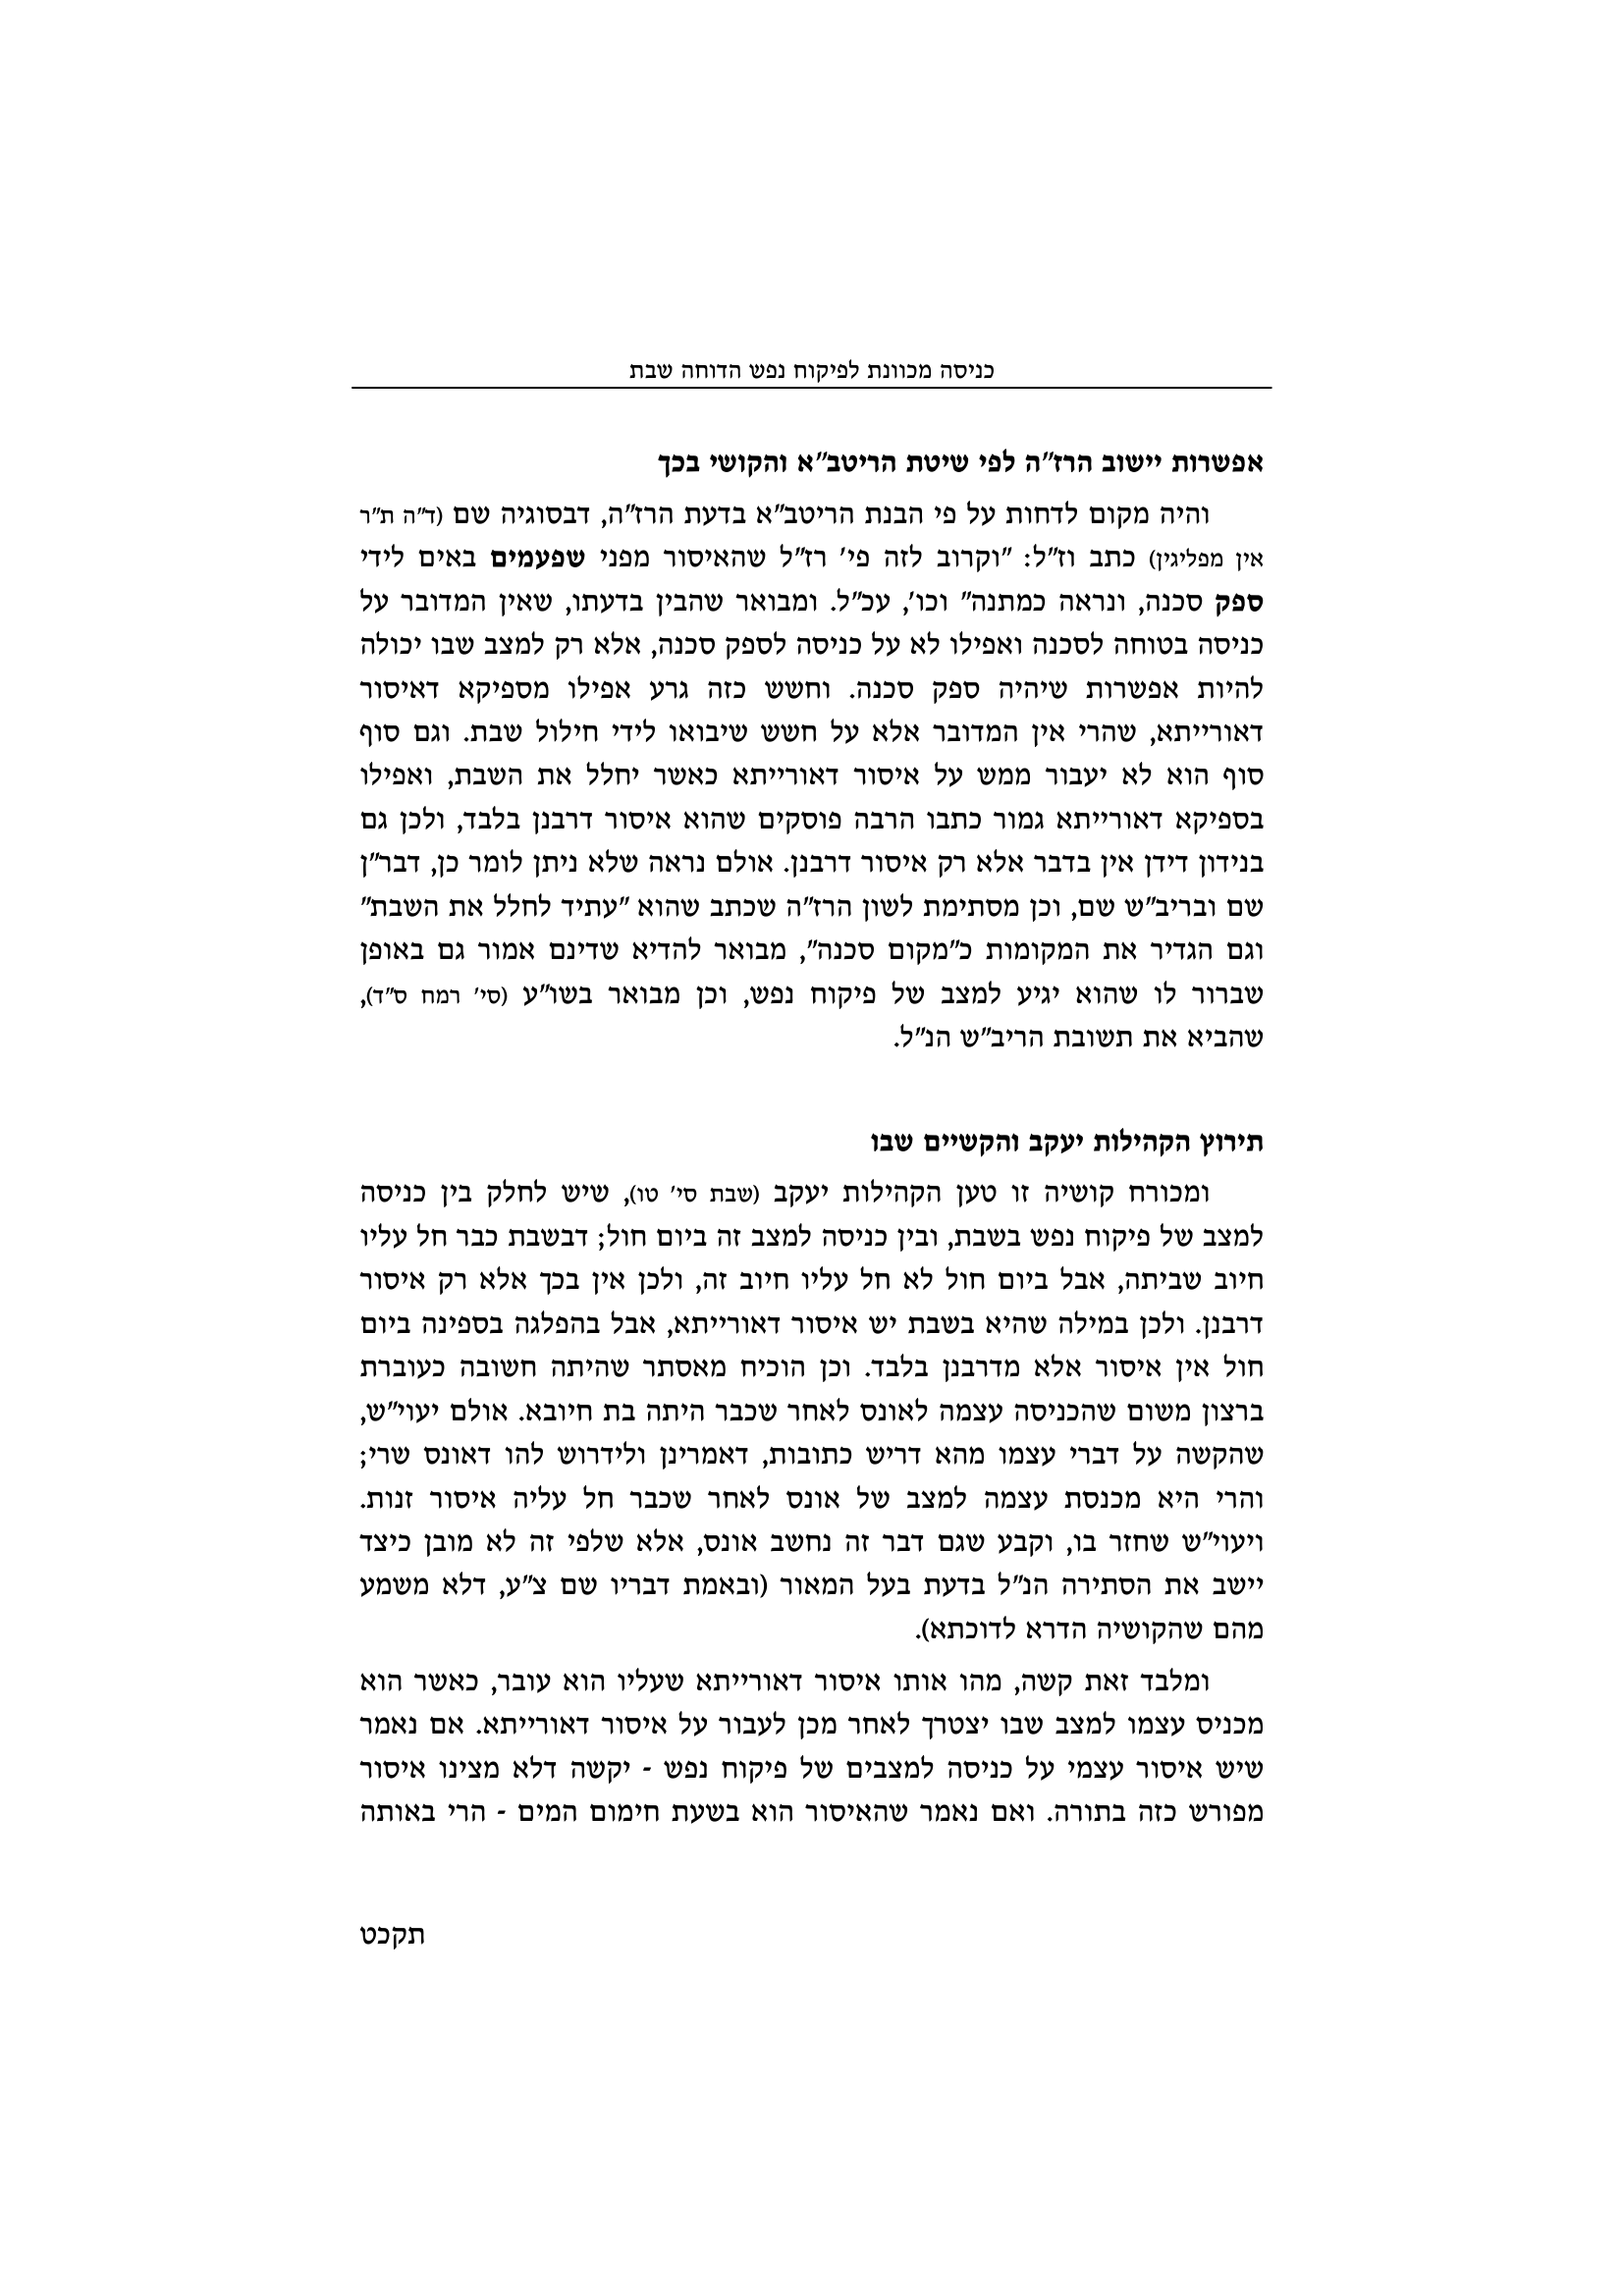 כניסה מכוונת לפיקוח נפש הדוחה שבת
אפשרות יישוב הרז"ה לפי שיטת הריטב"א והקושי בכך
והיה מקום לדחות על פי הבנת הריטב"א בדעת הרז"ה, דבסוגיה שם (ד"ה ת"ר
אין מפליגין) כתב וז"ל: "וקרוב לזה פי' רז"ל שהאיסור מפני שפעמים באים לידי
ספק סכנה, ונראה כמתנה" וכו', עכ"ל. ומבואר שהבין בדעתו, שאין המדובר על
כניסה בטוחה לסכנה ואפילו לא על כניסה לספק סכנה, אלא רק למצב שבו יכולה
להיות אפשרות שיהיה ספק סכנה. וחשש כזה גרע אפילו מספיקא דאיסור
דאורייתא, שהרי אין המדובר אלא על חשש שיבואו לידי חילול שבת. וגם סוף
סוף הוא לא יעבור ממש על איסור דאורייתא כאשר יחלל את השבת, ואפילו
בספיקא דאורייתא גמור כתבו הרבה פוסקים שהוא איסור דרבנן בלבד, ולכן גם
בנידון דידן אין בדבר אלא רק איסור דרבנן. אולם נראה שלא ניתן לומר כן, דבר"ן
שם ובריב"ש שם, וכן מסתימת לשון הרז"ה שכתב שהוא "עתיד לחלל את השבת"
וגם הגדיר את המקומות כ"מקום סכנה", מבואר להדיא שדינם אמור גם באופן
שברור לו שהוא יגיע למצב של פיקוח נפש, וכן מבואר בשו"ע (סי' רמח ס"ד),
שהביא את תשובת הריב"ש הנ"ל.
תירוץ הקהילות יעקב והקשיים שבו
ומכורח קושיה זו טען הקהילות יעקב (שבת סי' טו), שיש לחלק בין כניסה
למצב של פיקוח נפש בשבת, ובין כניסה למצב זה ביום חול; דבשבת כבר חל עליו
חיוב שביתה, אבל ביום חול לא חל עליו חיוב זה, ולכן אין בכך אלא רק איסור
דרבנן. ולכן במילה שהיא בשבת יש איסור דאורייתא, אבל בהפלגה בספינה ביום
חול אין איסור אלא מדרבנן בלבד. וכן הוכיח מאסתר שהיתה חשובה כעוברת
ברצון משום שהכניסה עצמה לאונס לאחר שכבר היתה בת חיובא. אולם יעוי"ש,
שהקשה על דברי עצמו מהא דריש כתובות, דאמרינן ולידרוש להו דאונס שרי;
והרי היא מכנסת עצמה למצב של אונס לאחר שכבר חל עליה איסור זנות.
ויעוי"ש שחזר בו, וקבע שגם דבר זה נחשב אונס, אלא שלפי זה לא מובן כיצד
יישב את הסתירה הנ"ל בדעת בעל המאור (ובאמת דבריו שם צ"ע, דלא משמע
מהם שהקושיה הדרא לדוכתא).
ומלבד זאת קשה, מהו אותו איסור דאורייתא שעליו הוא עובר, כאשר הוא
מכניס עצמו למצב שבו יצטרך לאחר מכן לעבור על איסור דאורייתא. אם נאמר
שיש איסור עצמי על כניסה למצבים של פיקוח נפש - יקשה דלא מצינו איסור
מפורש כזה בתורה. ואם נאמר שהאיסור הוא בשעת חימום המים - הרי באותה
תקכט